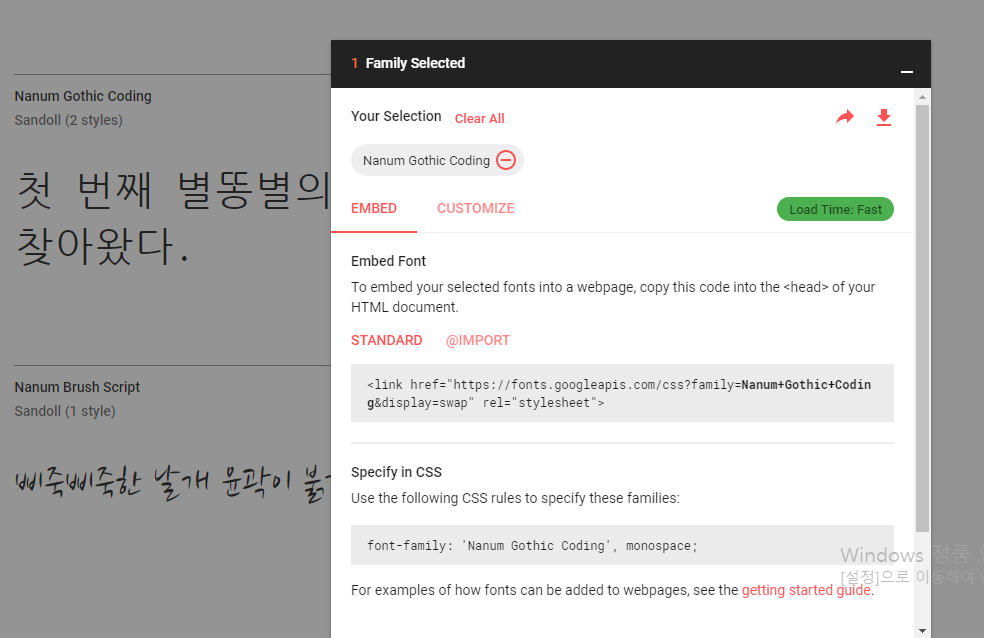 Nanum Gothic Coding
Sandoll (2 styles)
첫 번째 별똥별의
찾아왔다.
Nanum Brush Script
Sandoll (1 style)
삐죽삐죽한 날개 윤곽이 붉
1 Family Selected
Your Selection Clear All
Nanum Gothic Coding
EMBED CUSTOMIZE Load Time: Fast
Embed Font
To embed your selected fonts into a webpage, copy this code into the <head> of your
HTML document.
STANDARD @IMPORT
<link href="https://fonts.googleapis.com/css?family=Nanum+Gothic+Codin
g&display=swap" rel="stylesheet">
Specify in CSS
Use the following CSS rules to specify these families:
font-family: 'Nanum Gothic Coding', monospace;
For examples of how fonts can be added to webpages, see the getting started guide.
Windows 정품
[설정]으로 이동하여